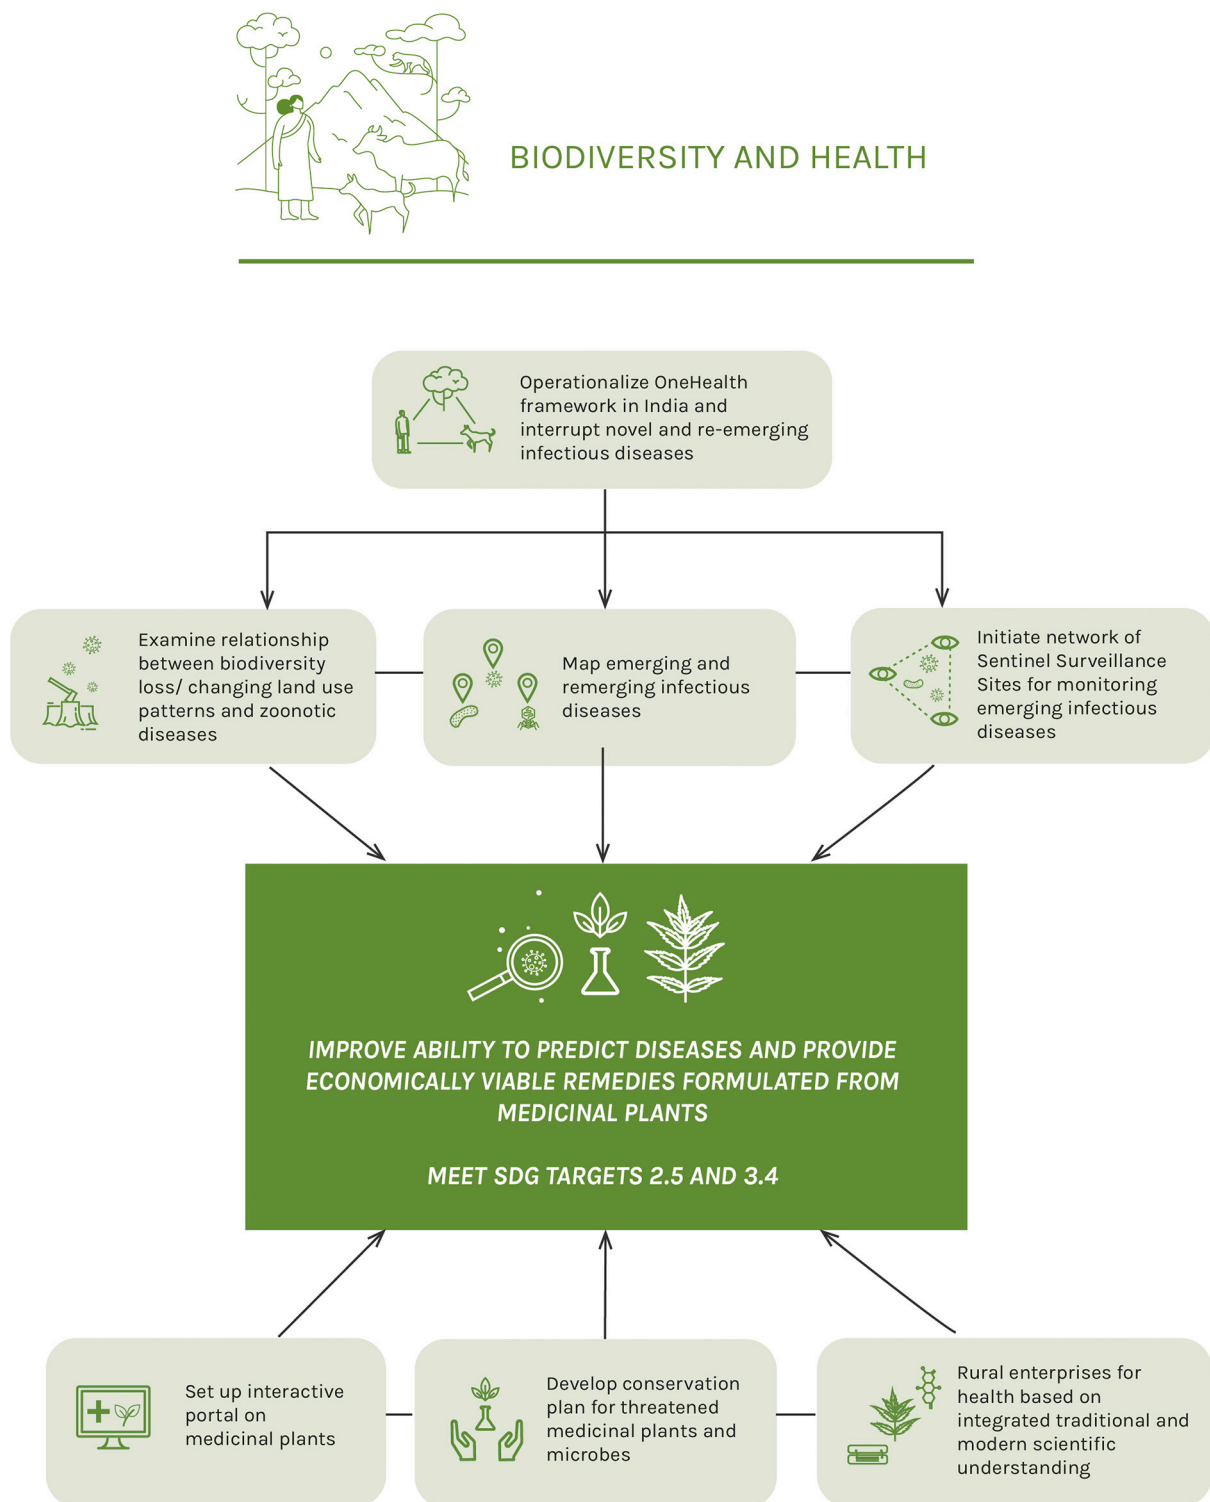 BIODIVERSITY AND HEALTH
Operationalize OneHealth
framework in India and
interrupt novel and re-emerging
infectious diseases
Examine relationship
between biodiversity
loss/ changing land use
patterns and zoonotic
diseases
Map emerging and
remerging infectious
diseases
Initiate network of
Sentinel Surveillance
Sites for monitoring
emerging infectious
diseases
IMPROVE ABILITY TO PREDICT DISEASES AND PROVIDE
ECONOMICALLY VIABLE REMEDIES FORMULATED FROM
MEDICINAL PLANTS
MEET SDG TARGETS 2.5 AND 3.4
Set up interactive
portal on
medicinal plants
Develop conservation
plan for threatened
medicinal plants and
microbes
Rural enterprises for
health based on
integrated traditional and
modern scientific
understanding